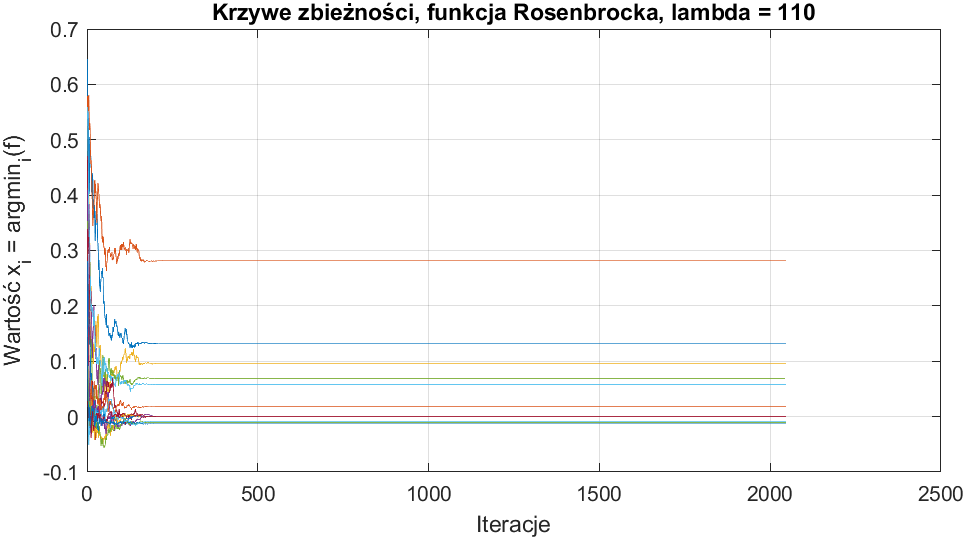 Krzywe zbieżności, funkcja Rosenbrocka, lambda = 110
Wartość x_i = argmin_i(f)
0.7
0.6
0.5
0.4
0.3
0.2
0.1
0
-0.1
0 500 1000 1500 2000 2500
Iteracje